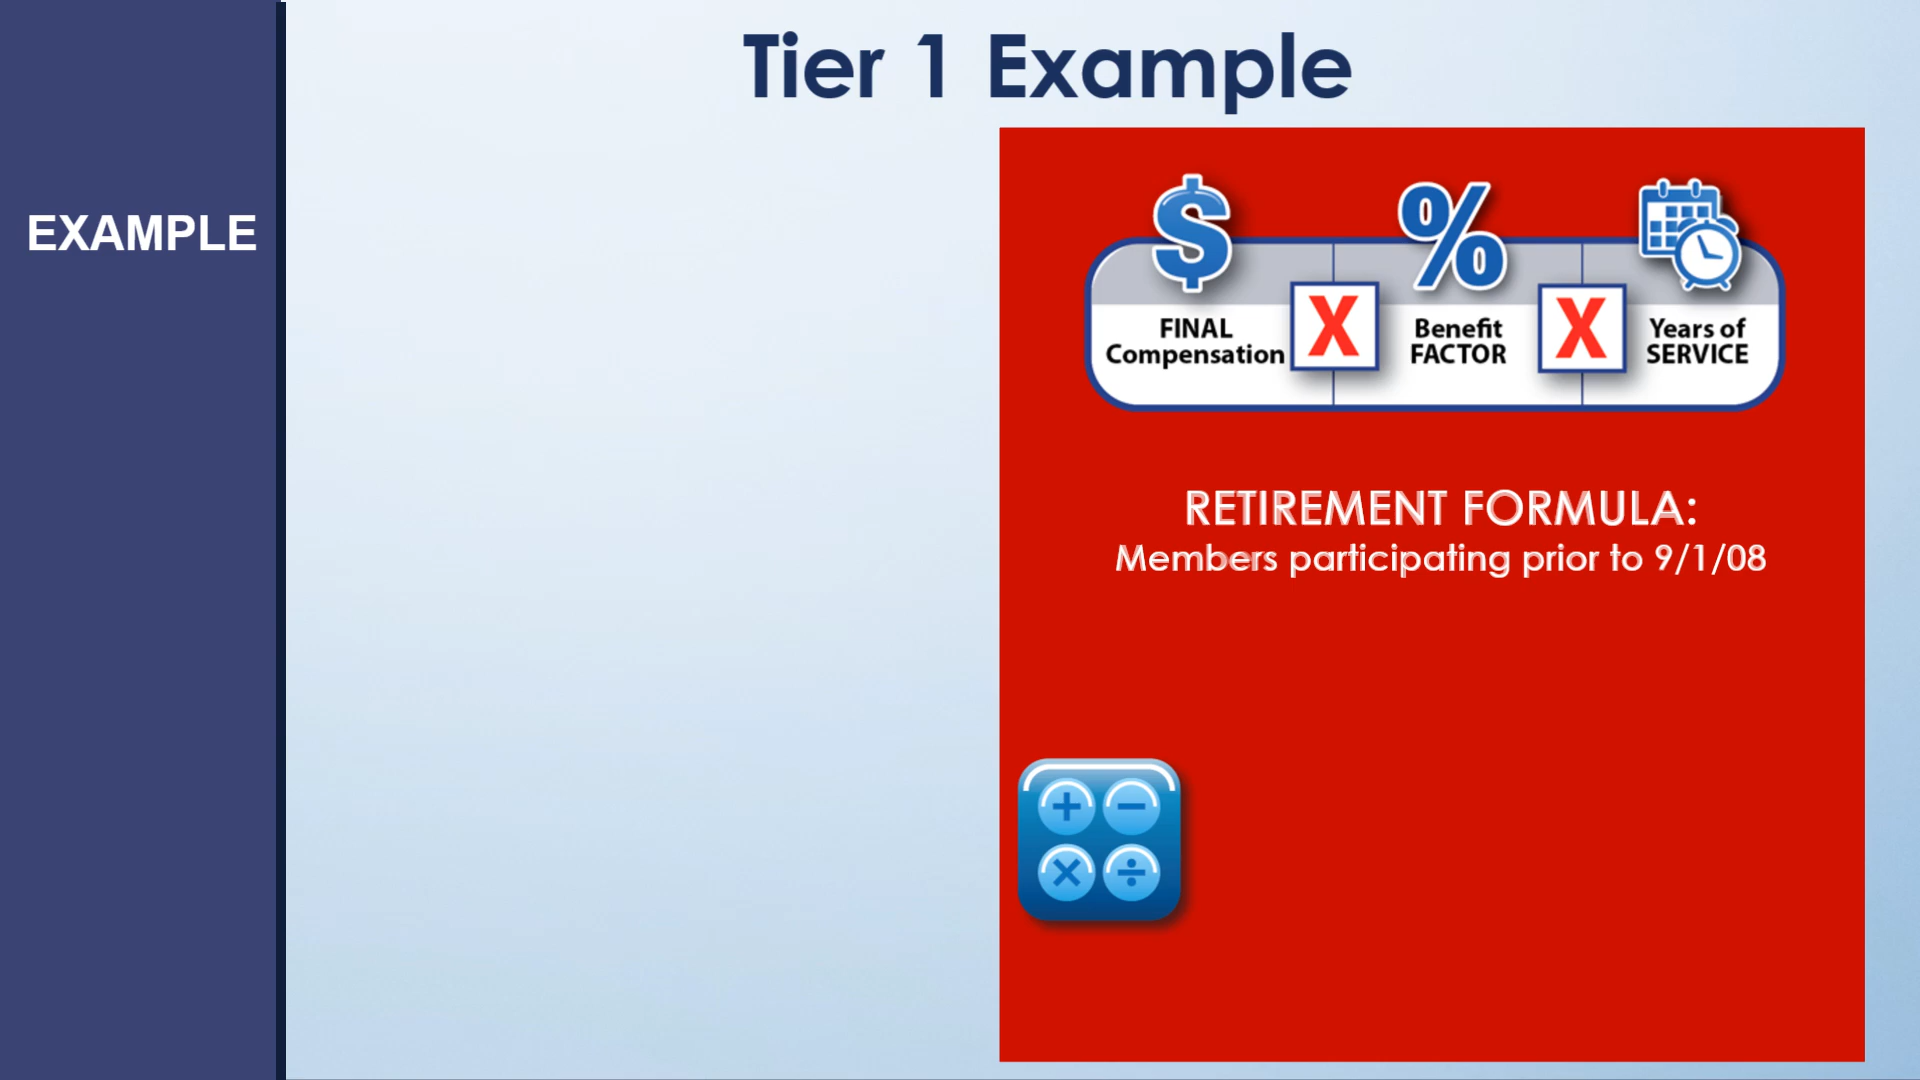 Tier 1 Example
EXAMPLE
$ % 
FINAL
Compensation
X
Benefit
FACTOR
X
Years of
SERVICE
RETIREMENT FORMULA:
Members participating prior to 9/1/08
+ −
× ÷